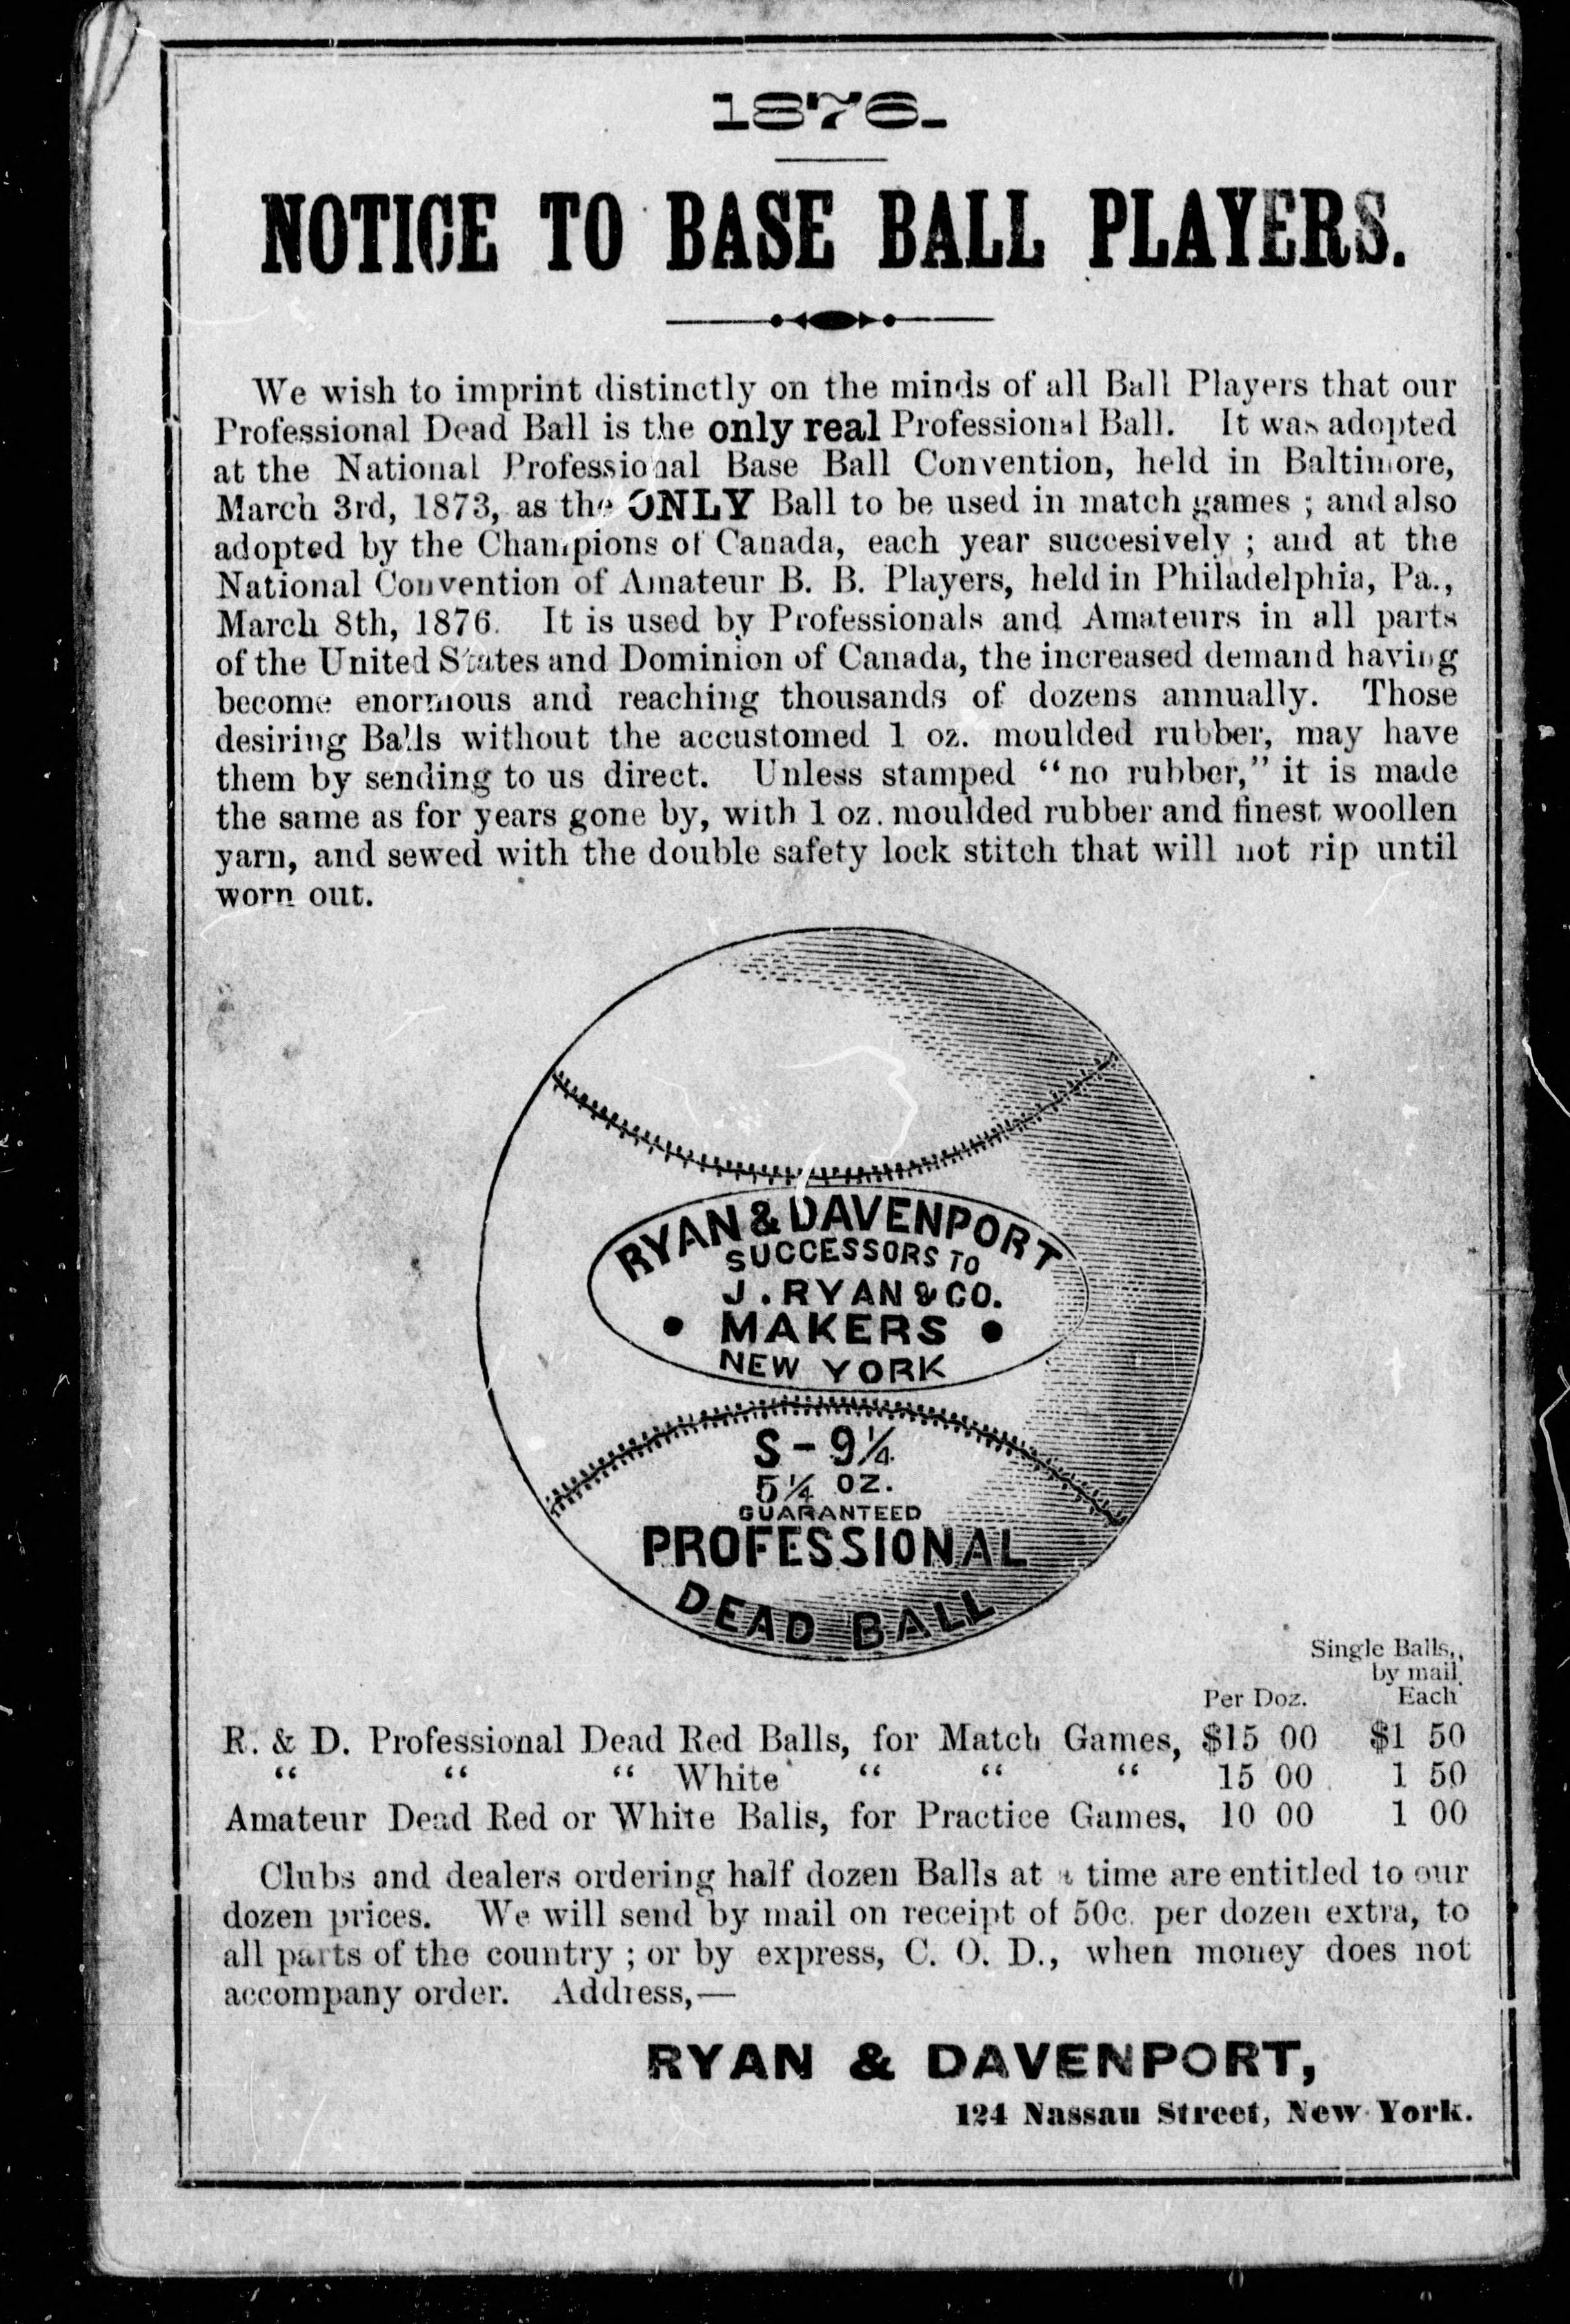 1876.
NOTICE TO BASE BALL PLAYERS.
We wish to imprint distinctly on the minds of all Ball Players that our
Professional Dead Ball is the only real Professional Ball. It was adopted
at the National Professional Base Ball Convention, held in Baltimore,
March 3rd, 1873, as the ONLY Ball to be used in match games ; and also
adopted by the Champions of Canada, each year succesively ; and at the
National Convention of Amateur B. B. Players, held in Philadelphia, Pa.,
March 8th, 1876. It is used by Professionals and Amateurs in all parts
of the United States and Dominion of Canada, the increased demand having
become enormous and reaching thousands of dozens annually. Those
desiring Balls without the accustomed 1 oz. moulded rubber, may have
them by sending to us direct. Unless stamped “no rubber,” it is made
the same as for years gone by, with 1 oz. moulded rubber and finest woollen
yarn, and sewed with the double safety lock stitch that will not rip until
worn out.
RYAN & DAVENPORT
SUCCESSORS TO
J. RYAN & CO.
• MAKERS •
NEW YORK
S - 9¼
5¼ OZ.
GUARANTEED
PROFESSIONAL
DEAD BALL
Single Balls,,
by mail.
Per Doz. Each
R. & D. Professional Dead Red Balls, for Match Games, $15 00 $1 50
“ “ “ White “ “ “ 15 00 1 50
Amateur Dead Red or White Balls, for Practice Games, 10 00 1 00
Clubs and dealers ordering half dozen Balls at a time are entitled to our
dozen prices. We will send by mail on receipt of 50c. per dozen extra, to
all parts of the country ; or by express, C. O. D., when money does not
accompany order. Address,—
RYAN & DAVENPORT,
124 Nassau Street, New York.